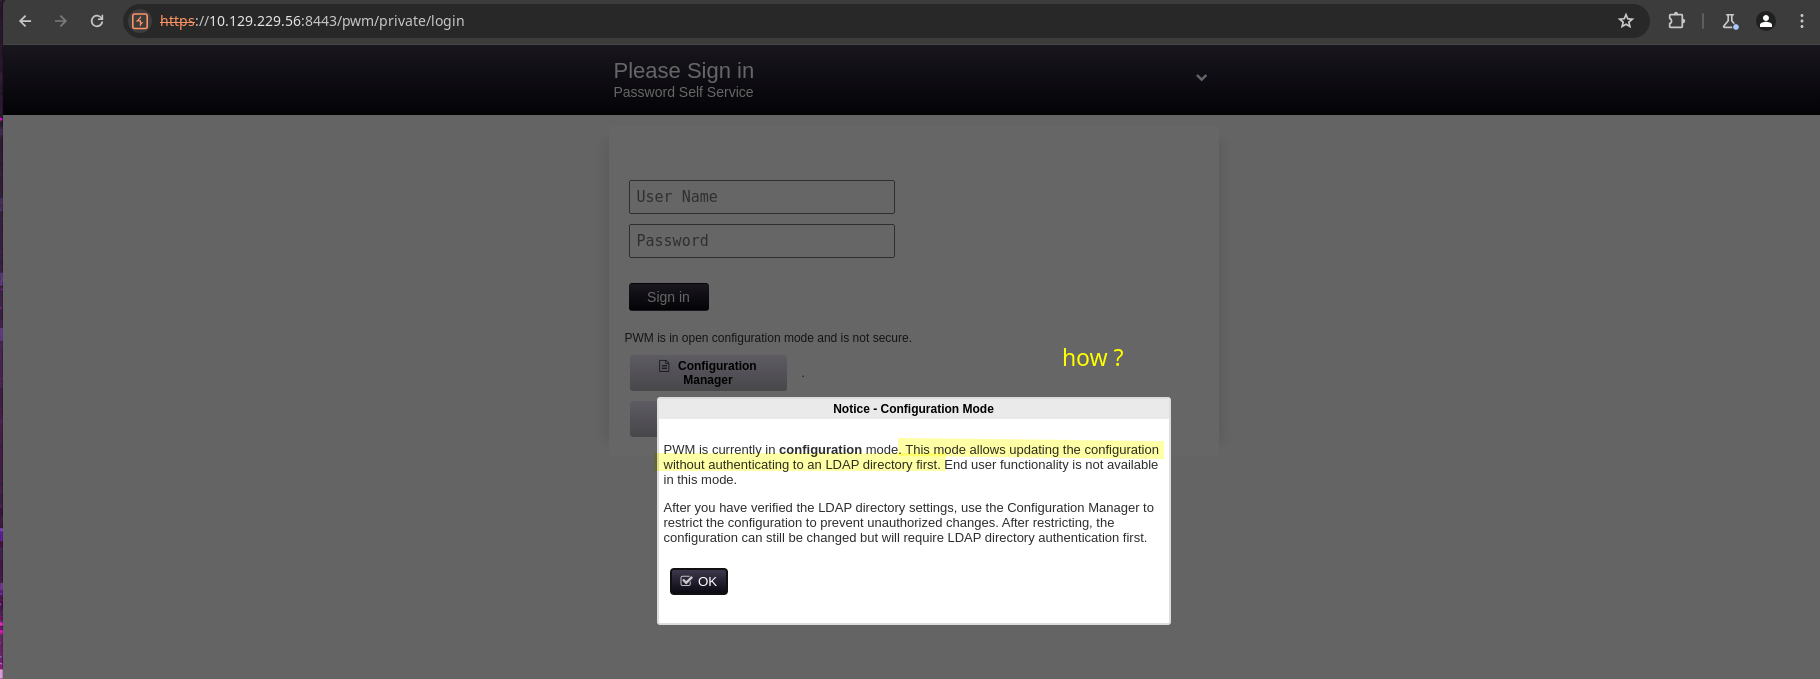 https://10.129.229.56:8443/pwm/private/login
Please Sign in
Password Self Service
User Name
Password
Sign in
PWM is in open configuration mode and is not secure.
how ?
Configuration
Manager
.
Notice - Configuration Mode
PWM is currently in configuration mode. This mode allows updating the configuration
without authenticating to an LDAP directory first. End user functionality is not available
in this mode.
After you have verified the LDAP directory settings, use the Configuration Manager to
restrict the configuration to prevent unauthorized changes. After restricting, the
configuration can still be changed but will require LDAP directory authentication first.
OK